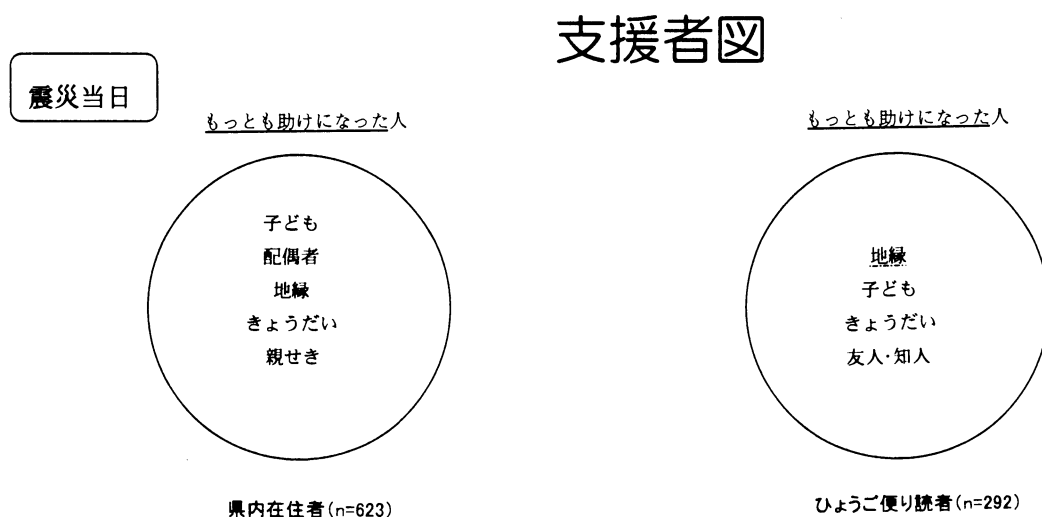 支援者図
震災当日
もっとも助けになった人
子ども
配偶者
地縁
きょうだい
親せき
県内在住者(n=623)
もっとも助けになった人
地縁
子ども
きょうだい
友人・知人
ひょうご便り読者(n=292)